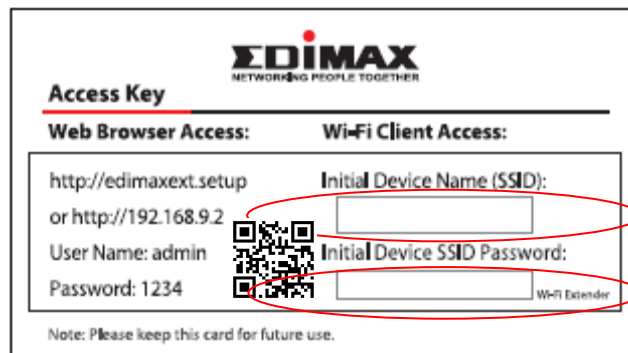 EDIMAX
NETWORKING PEOPLE TOGETHER
Access Key
Web Browser Access:
Wi-Fi Client Access:
http://edimaxext.setup
or http://192.168.9.2
User Name: admin
Password: 1234
Initial Device Name (SSID):
Initial Device SSID Password:
Wi-Fi Extender
Note: Please keep this card for future use.